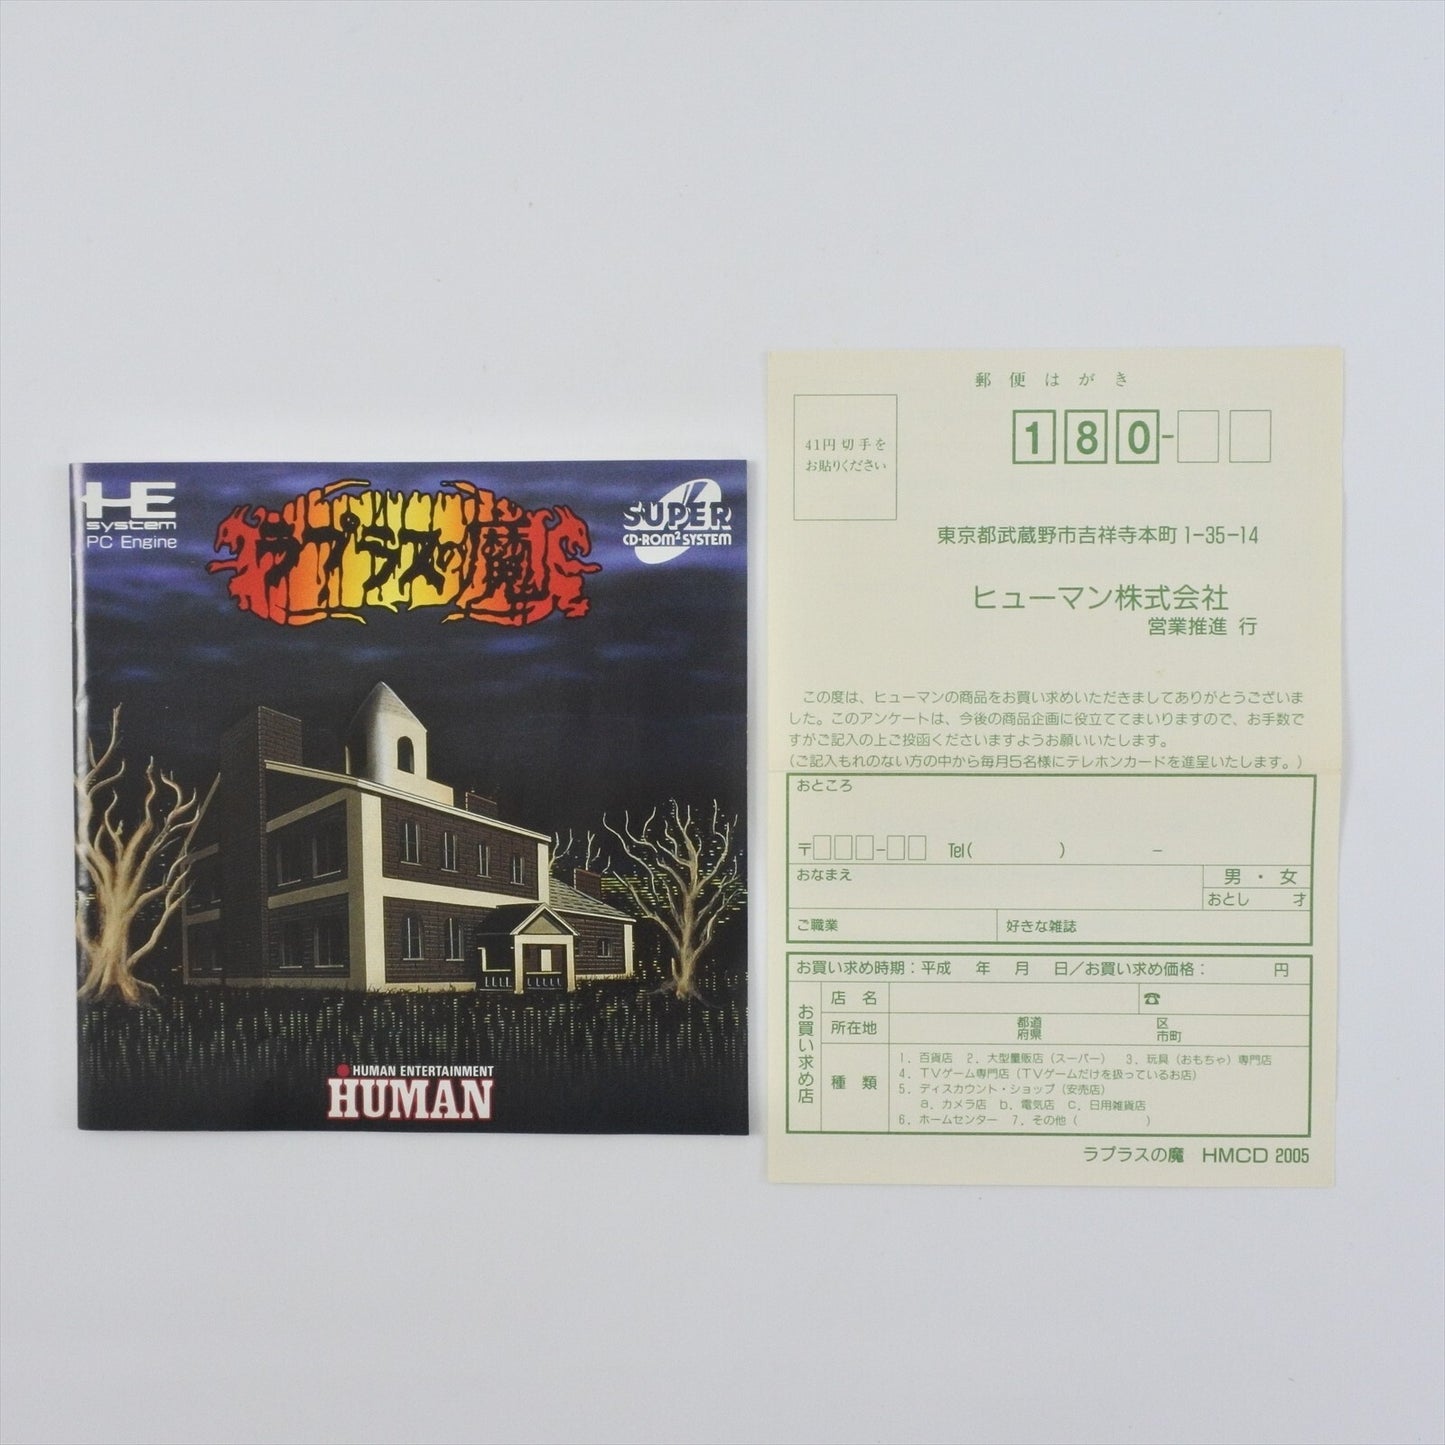 HE
system
PC Engine
ラプラスの魔
SUPER
CD-ROM² SYSTEM
HUMAN ENTERTAINMENT
HUMAN
郵便はがき
41円切手を
お貼りください
180-
東京都武蔵野市吉祥寺本町1-35-14
ヒューマン株式会社
営業推進 行
この度は、ヒューマンの商品をお買い求めいただきましてありがとうございま
した。このアンケートは、今後の商品企画に役立ててまいりますので、お手数で
すがご記入の上ご投函くださいますようお願いいたします。
(ご記入もれのない方の中から毎月5名様にテレホンカードを進呈いたします。)
おところ
〒□□□-□□ Tel( ) -
おなまえ
男・女
おとし 才
ご職業
好きな雑誌
お買い求め時期:平成 年 月 日/お買い求め価格: 円
お買い求め店
店名
☎
所在地
都道
府県
区
市町
種類
1. 百貨店 2. 大型量販店(スーパー) 3. 玩具(おもちゃ)専門店
4. TVゲーム専門店(TVゲームだけを扱っているお店)
5. ディスカウント・ショップ(安売店)
a. カメラ店 b. 電気店 c. 日用雑貨店
6. ホームセンター 7. その他( )
ラプラスの魔 HMCD 2005